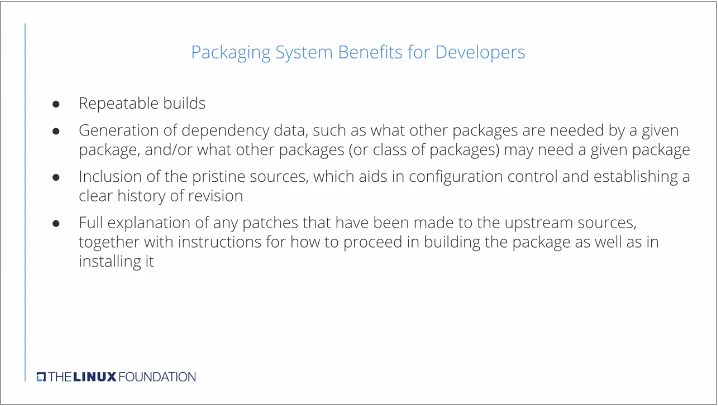 Packaging System Benefits for Developers
● Repeatable builds
● Generation of dependency data, such as what other packages are needed by a given
package, and/or what other packages (or class of packages) may need a given package
● Inclusion of the pristine sources, which aids in configuration control and establishing a
clear history of revision
● Full explanation of any patches that have been made to the upstream sources,
together with instructions for how to proceed in building the package as well as in
installing it
THE LINUX FOUNDATION